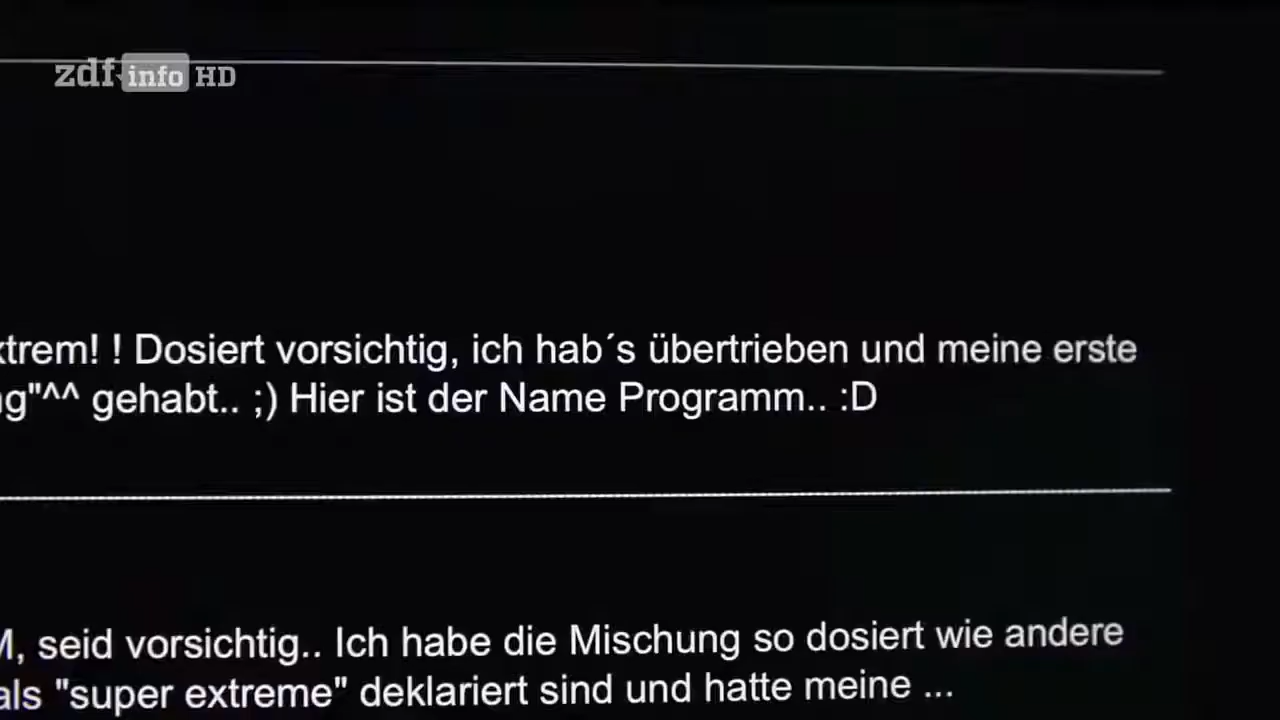 zdf info HD
! Dosiert vorsichtig, ich hab´s übertrieben und meine erste
gehabt.. ;) Hier ist der Name Programm.. :D
seid vorsichtig.. Ich habe die Mischung so dosiert wie andere
als "super extreme" deklariert sind und hatte meine ...